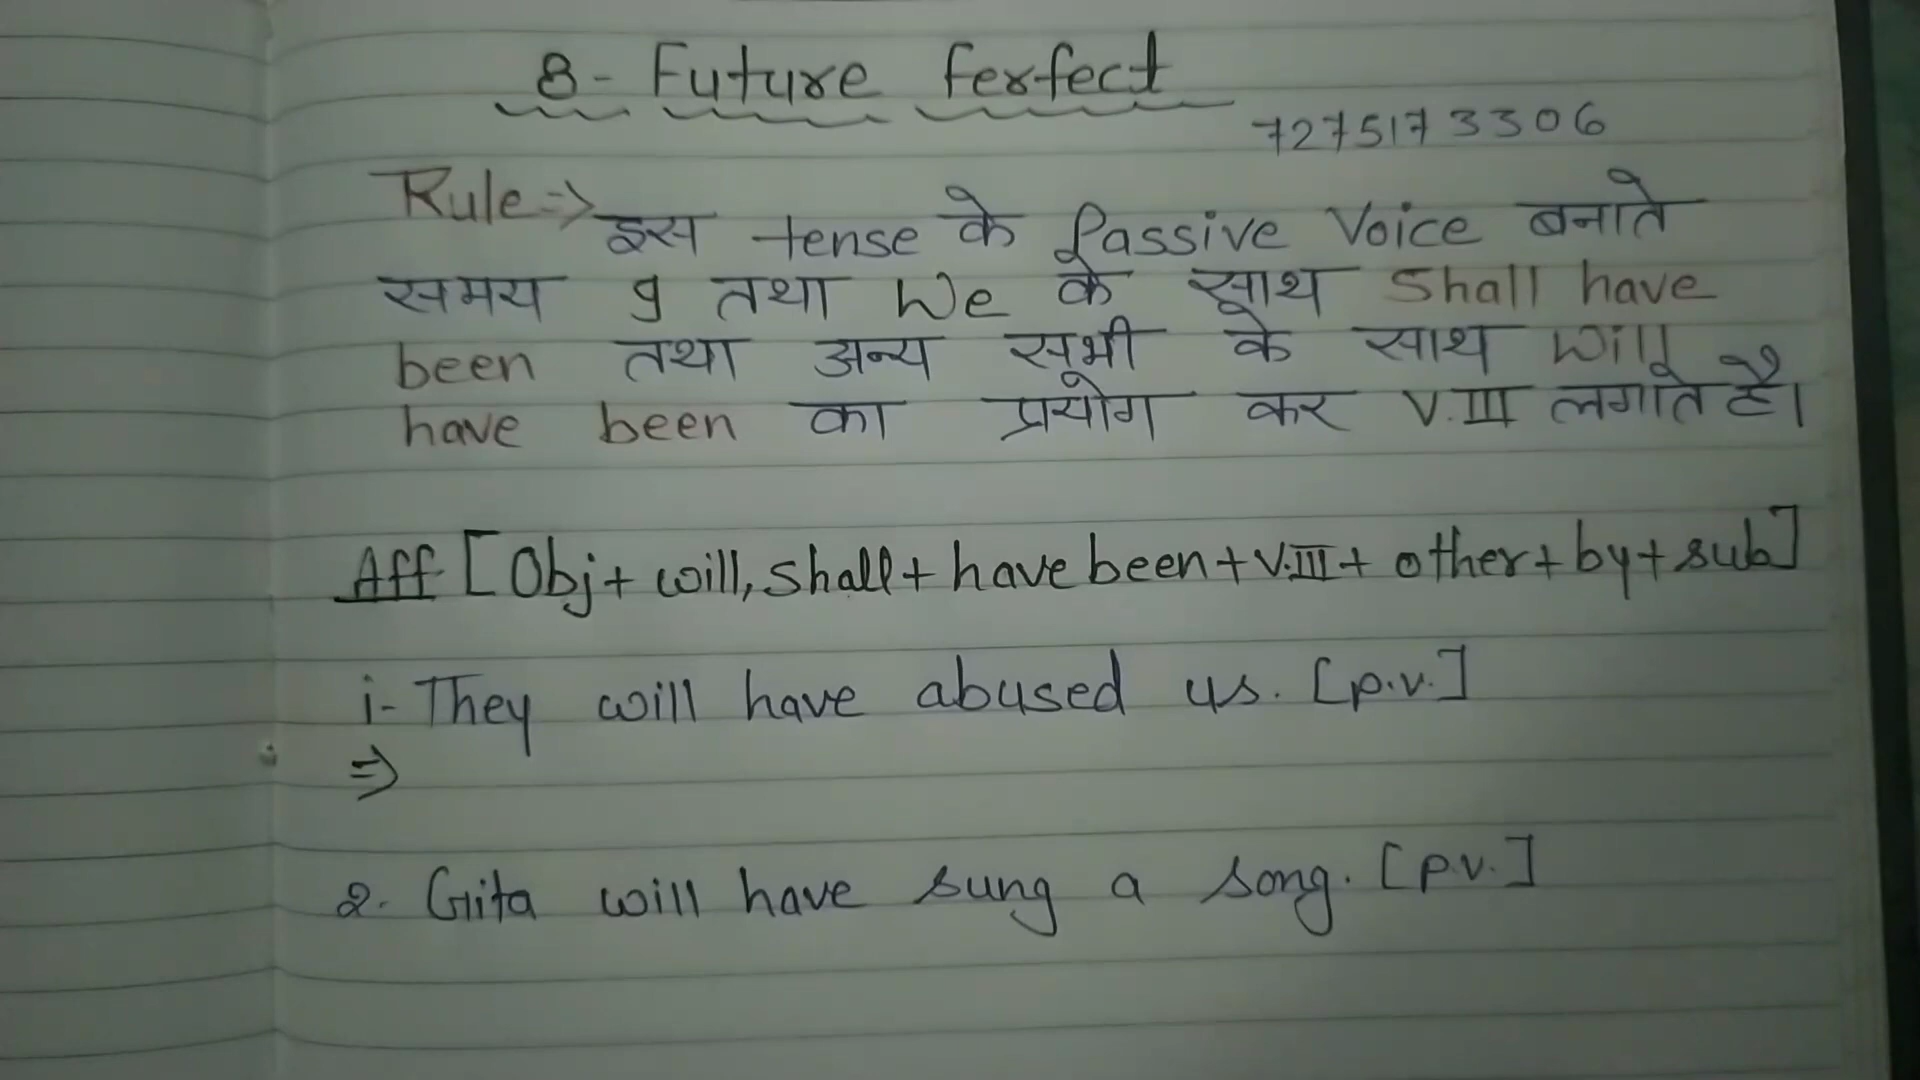 8- Future Perfect
7275173306
Rule => इस tense के Passive Voice बनाते
समय I तथा We के साथ shall have
been तथा अन्य सभी के साथ will
have been का प्रयोग कर V.III लगाते है।
Aff [Obj+ will, shall + have been + V.III + other + by + sub]
i- They will have abused us. [p.v.]
=>
2. Gita will have sung a song. [p.v.]